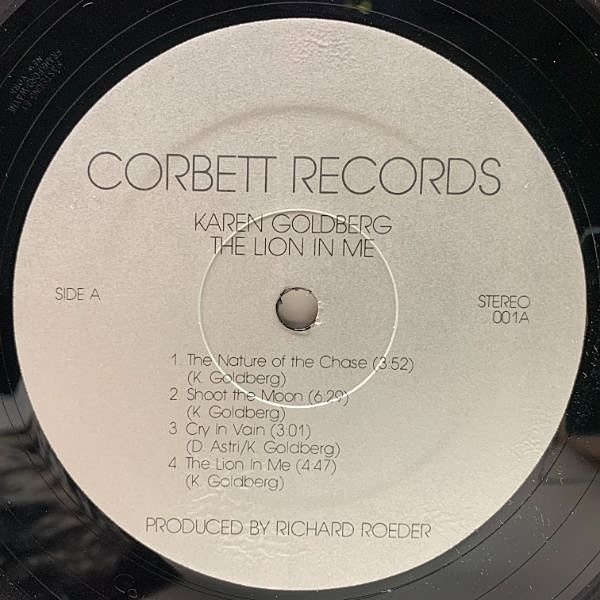 CORBETT RECORDS
KAREN GOLDBERG
THE LION IN ME
SIDE A
STEREO
001A
1. The Nature of the Chase (3:52)
(K. Goldberg)
2. Shoot the Moon (6:29)
(K. Goldberg)
3. Cry In Vain (3:01)
(D. Astri/K. Goldberg)
4. The Lion In Me (4:47)
(K. Goldberg)
PRODUCED BY RICHARD ROEDER